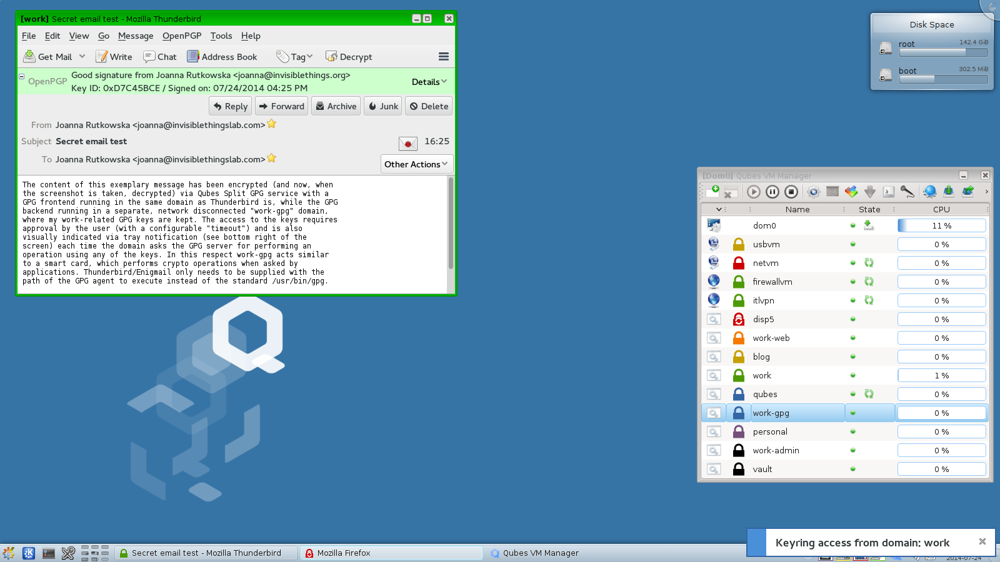 [work] Secret email test - Mozilla Thunderbird
File Edit View Go Message OpenPGP Tools Help
Get Mail Write Chat Address Book Tag Decrypt
OpenPGP
Good signature from Joanna Rutkowska <joanna@invisiblethings.org>
Key ID: 0xD7C45BCE / Signed on: 07/24/2014 04:25 PM
Details
Reply Forward Archive Junk Delete
From Joanna Rutkowska <joanna@invisiblethingslab.com>
Subject Secret email test
16:25
To Joanna Rutkowska <joanna@invisiblethingslab.com>
Other Actions
The content of this exemplary message has been encrypted (and now, when
the screenshot is taken, decrypted) via Qubes Split GPG service with a
GPG frontend running in the same domain as Thunderbird is, while the GPG
backend running in a separate, network disconnected "work-gpg" domain,
where my work-related GPG keys are kept. The access to the keys requires
approval by the user (with a configurable "timeout") and is also
visually indicated via tray notification (see bottom right of the
screen) each time the domain asks the GPG server for performing an
operation using any of the keys. In this respect work-gpg acts similar
to a smart card, which performs crypto operations when asked by
applications. Thunderbird/Enigmail only needs to be supplied with the
path of the GPG agent to execute instead of the standard /usr/bin/gpg.
Disk Space
root 142.4 GiB
boot 302.5 MiB
[Dom0] Qubes VM Manager
Name State CPU
dom0 11 %
usbvm 0 %
netvm 0 %
firewallvm 0 %
itlvpn 0 %
disp5 0 %
work-web 0 %
blog 0 %
work 1 %
qubes 0 %
work-gpg 0 %
personal 0 %
work-admin 0 %
vault 0 %
Keyring access from domain: work
Secret email test - Mozilla Thunderbird
Mozilla Firefox
Qubes VM Manager
2014-07-24